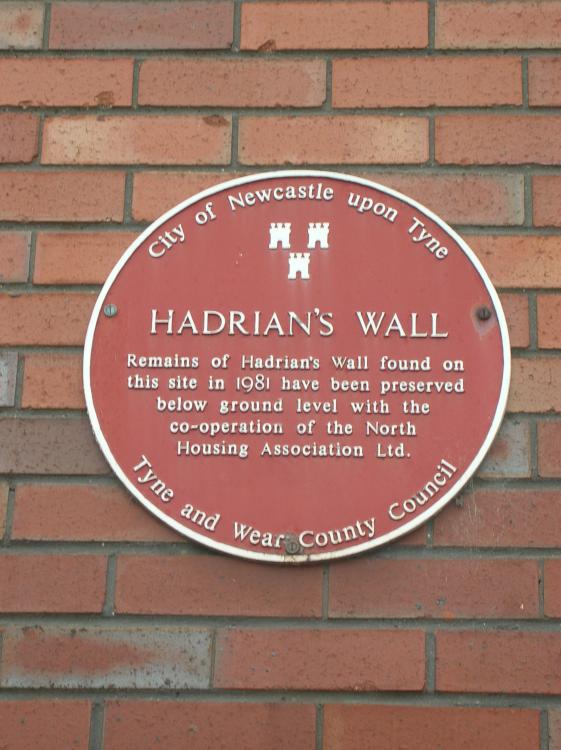 City of Newcastle upon Tyne
HADRIAN'S WALL
Remains of Hadrian's Wall found on
this site in 1981 have been preserved
below ground level with the
co-operation of the North
Housing Association Ltd.
Tyne and Wear County Council